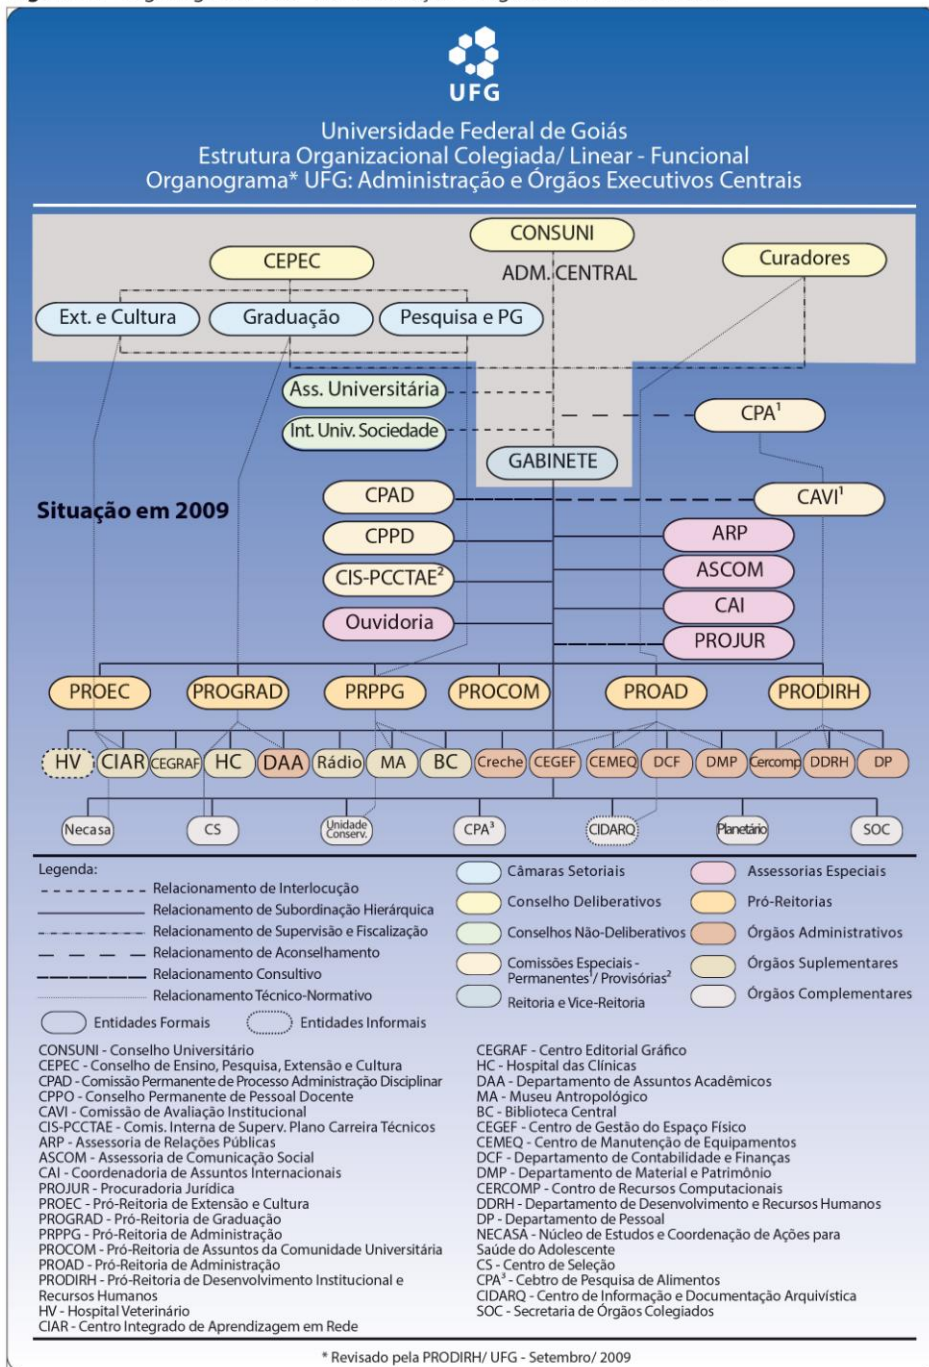 UFG
Universidade Federal de Goiás
Estrutura Organizacional Colegiada/ Linear - Funcional
Organograma* UFG: Administração e Órgãos Executivos Centrais
CONSUNI
CEPEC
ADM. CENTRAL
Curadores
Ext. e Cultura
Graduação
Pesquisa e PG
Ass. Universitária
CPA¹
Int. Univ. Sociedade
GABINETE
Situação em 2009
CPAD
CAVI¹
CPPD
ARP
CIS-PCCTAE²
ASCOM
Ouvidoria
CAI
PROJUR
PROEC
PROGRAD
PRPPG
PROCOM
PROAD
PRODIRH
HV
CIAR
CEGRAF
HC
DAA
Rádio
MA
BC
Creche
CEGEF
CEMEQ
DCF
DMP
Cercomp
DDRH
DP
Necasa
CS
Unidade
Conserv.
CPA³
CIDARQ
Planetário
SOC
Legenda:
Relacionamento de Interlocução
Relacionamento de Subordinação Hierárquica
Relacionamento de Supervisão e Fiscalização
Relacionamento de Aconselhamento
Relacionamento Consultivo
Relacionamento Técnico-Normativo
Entidades Formais
Entidades Informais
Câmaras Setoriais
Conselho Deliberativos
Conselhos Não-Deliberativos
Comissões Especiais -
Permanentes¹/ Provisórias²
Reitoria e Vice-Reitoria
Assessorias Especiais
Pró-Reitorias
Órgãos Administrativos
Órgãos Suplementares
Órgãos Complementares
CONSUNI - Conselho Universitário
CEPEC - Conselho de Ensino, Pesquisa, Extensão e Cultura
CPAD - Comissão Permanente de Processo Administração Disciplinar
CPPO - Conselho Permanente de Pessoal Docente
CAVI - Comissão de Avaliação Institucional
CIS-PCCTAE - Comis. Interna de Superv. Plano Carreira Técnicos
ARP - Assessoria de Relações Públicas
ASCOM - Assessoria de Comunicação Social
CAI - Coordenadoria de Assuntos Internacionais
PROJUR - Procuradoria Jurídica
PROEC - Pró-Reitoria de Extensão e Cultura
PROGRAD - Pró-Reitoria de Graduação
PRPPG - Pró-Reitoria de Administração
PROCOM - Pró-Reitoria de Assuntos da Comunidade Universitária
PROAD - Pró-Reitoria de Administração
PRODIRH - Pró-Reitoria de Desenvolvimento Institucional e
Recursos Humanos
HV - Hospital Veterinário
CIAR - Centro Integrado de Aprendizagem em Rede
CEGRAF - Centro Editorial Gráfico
HC - Hospital das Clínicas
DAA - Departamento de Assuntos Acadêmicos
MA - Museu Antropológico
BC - Biblioteca Central
CEGEF - Centro de Gestão do Espaço Físico
CEMEQ - Centro de Manutenção de Equipamentos
DCF - Departamento de Contabilidade e Finanças
DMP - Departamento de Material e Patrimônio
CERCOMP - Contro de Recursos Computacionais
DDRH - Departamento de Desenvolvimento e Recursos Humanos
DP - Departamento de Pessoal
NECASA - Núcleo de Estudos e Coordenação de Ações para
Saúde do Adolescente
CS - Centro de Seleção
CPA³ - Cebtro de Pesquisa de Alimentos
CIDARQ - Centro de Informação e Documentação Arquivística
SOC - Secretaria de Órgãos Colegiados
* Revisado pela PRODIRH/ UFG - Setembro/ 2009